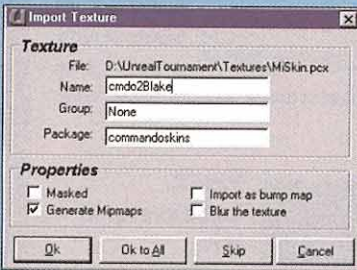 Import Texture
Texture
File: D:\UnrealTournament\Textures\MiSkin.pcx
Name: cmdo2Blake
Group: None
Package: commandoskins
Properties
Masked
Import as bump map
Generate Mipmaps
Blur the texture
Ok
Ok to All
Skip
Cancel